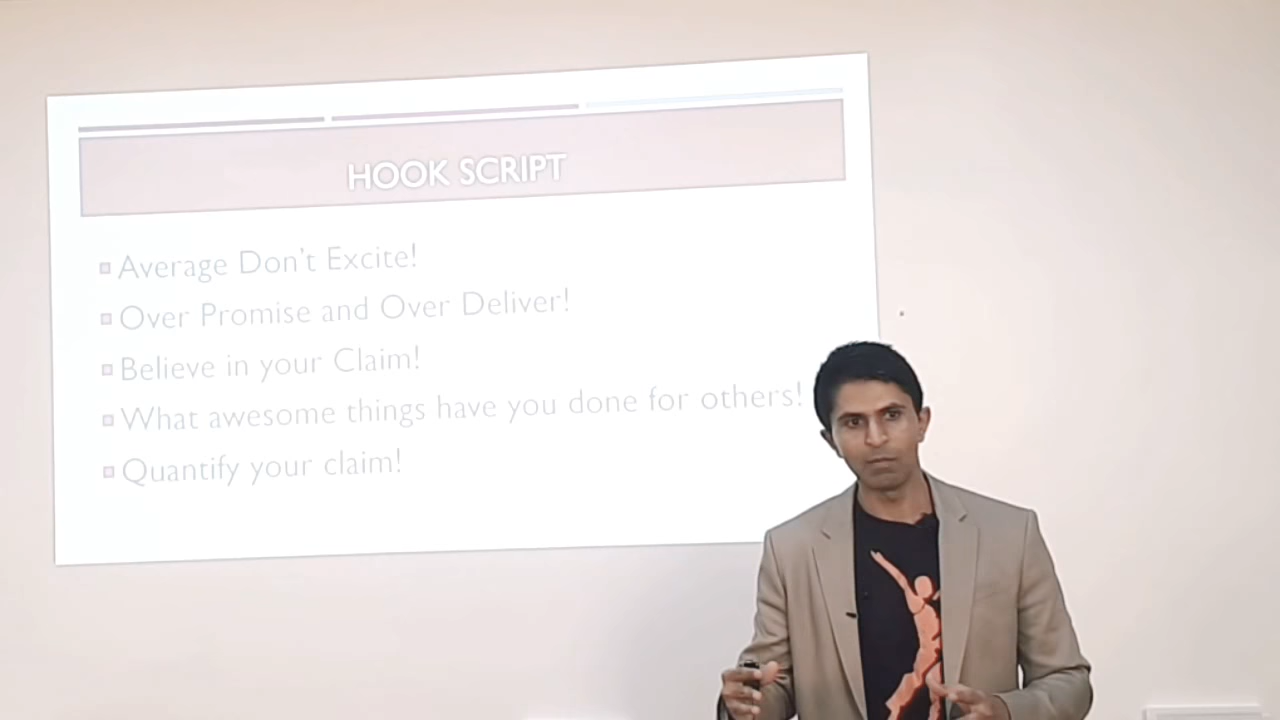 HOOK SCRIPT
Average Don't Excite!
Over Promise and Over Deliver!
Believe in your Claim!
What awesome things have you done for others!
Quantify your claim!